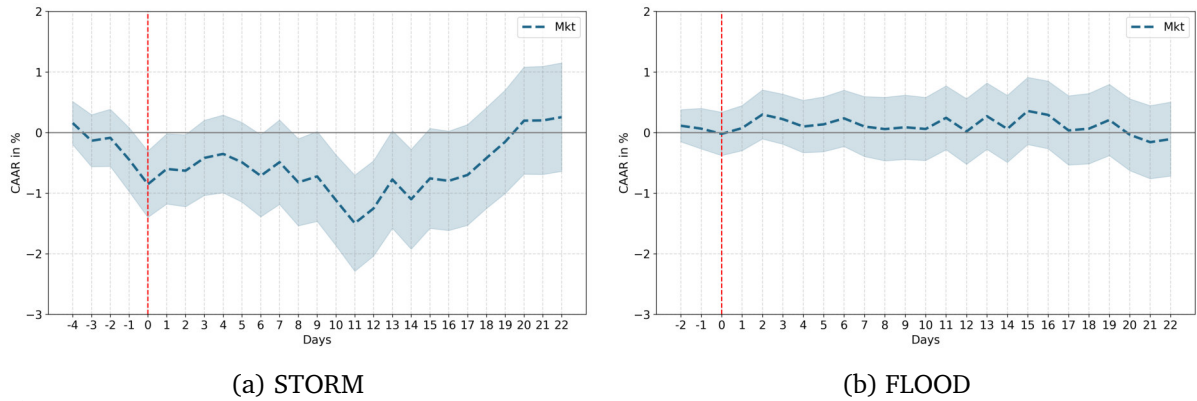 2
1
0
−1
−2
−3
CAAR in %
Mkt
-4 -3 -2 -1 0 1 2 3 4 5 6 7 8 9 10 11 12 13 14 15 16 17 18 19 20 21 22
Days
(a) STORM
2
1
0
−1
−2
−3
CAAR in %
Mkt
-2 -1 0 1 2 3 4 5 6 7 8 9 10 11 12 13 14 15 16 17 18 19 20 21 22
Days
(b) FLOOD